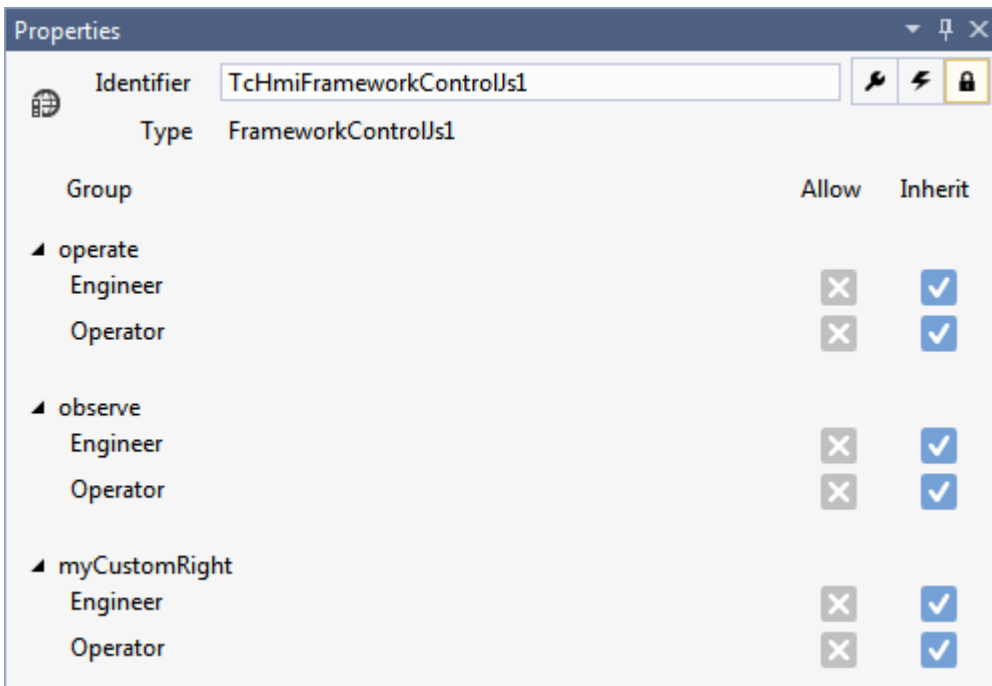 Properties
Identifier TcHmiFrameworkControlJs1
Type FrameworkControlJs1
Group Allow Inherit
operate
Engineer
Operator
observe
Engineer
Operator
myCustomRight
Engineer
Operator